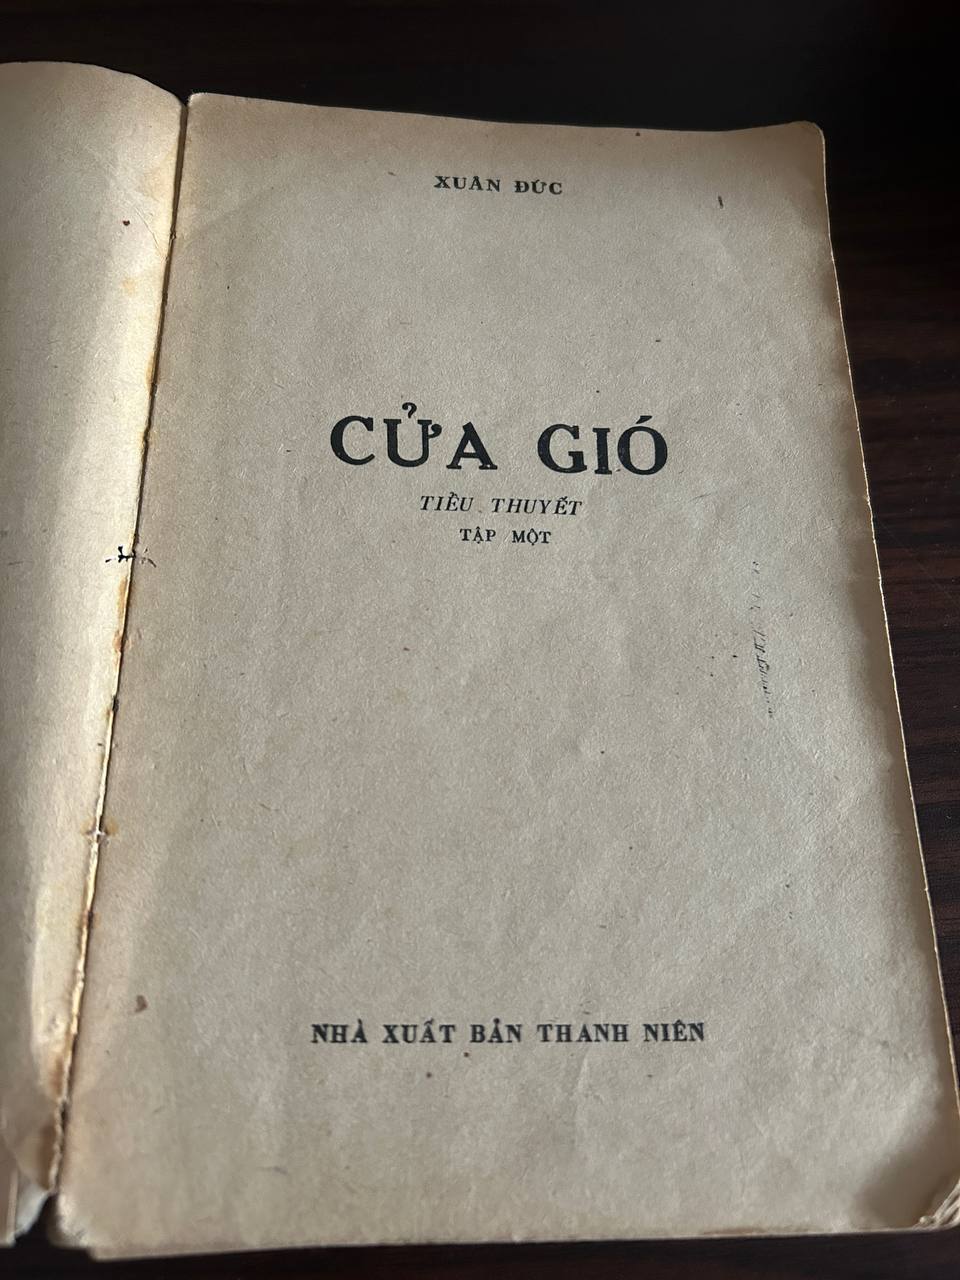 XUÂN ĐỨC
CỬA GIÓ
TIỂU THUYẾT
TẬP MỘT
NHÀ XUẤT BẢN THANH NIÊN